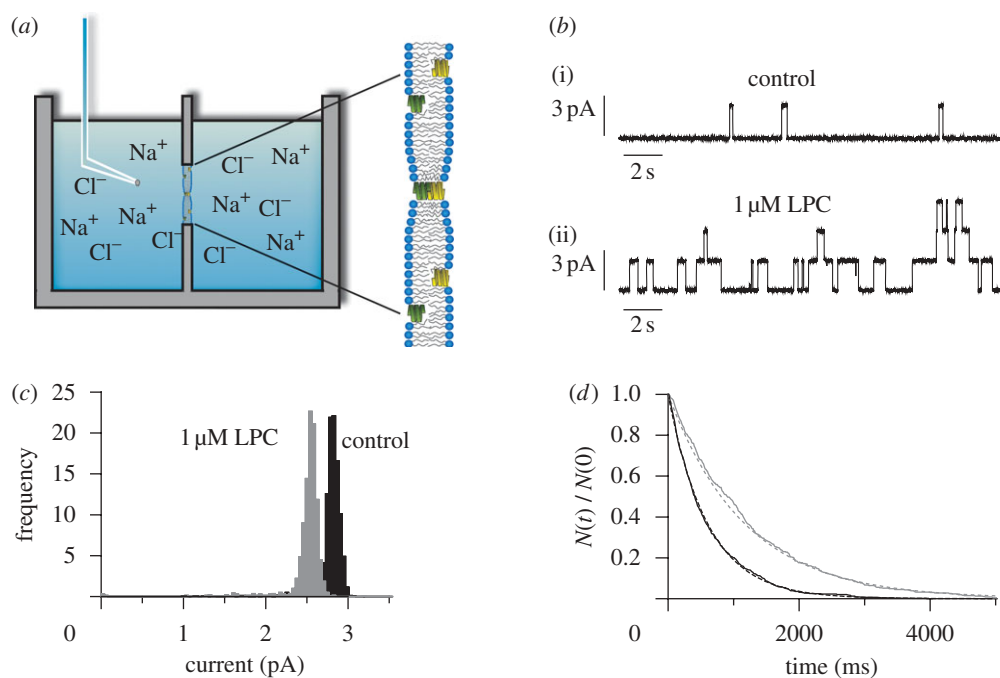 (a)
Na+
Cl−
Na+
Cl−
Na+
Na+
Na+
Cl−
Cl−
Cl−
Cl−
Na+
(b)
(i)
control
3 pA
2 s
1 µM LPC
(ii)
3 pA
2 s
(c)
25
20
15
10
5
frequency
1 µM LPC
control
0
1
2
3
current (pA)
(d)
1.0
0.8
0.6
0.4
0.2
N(t) / N(0)
0
2000
4000
time (ms)